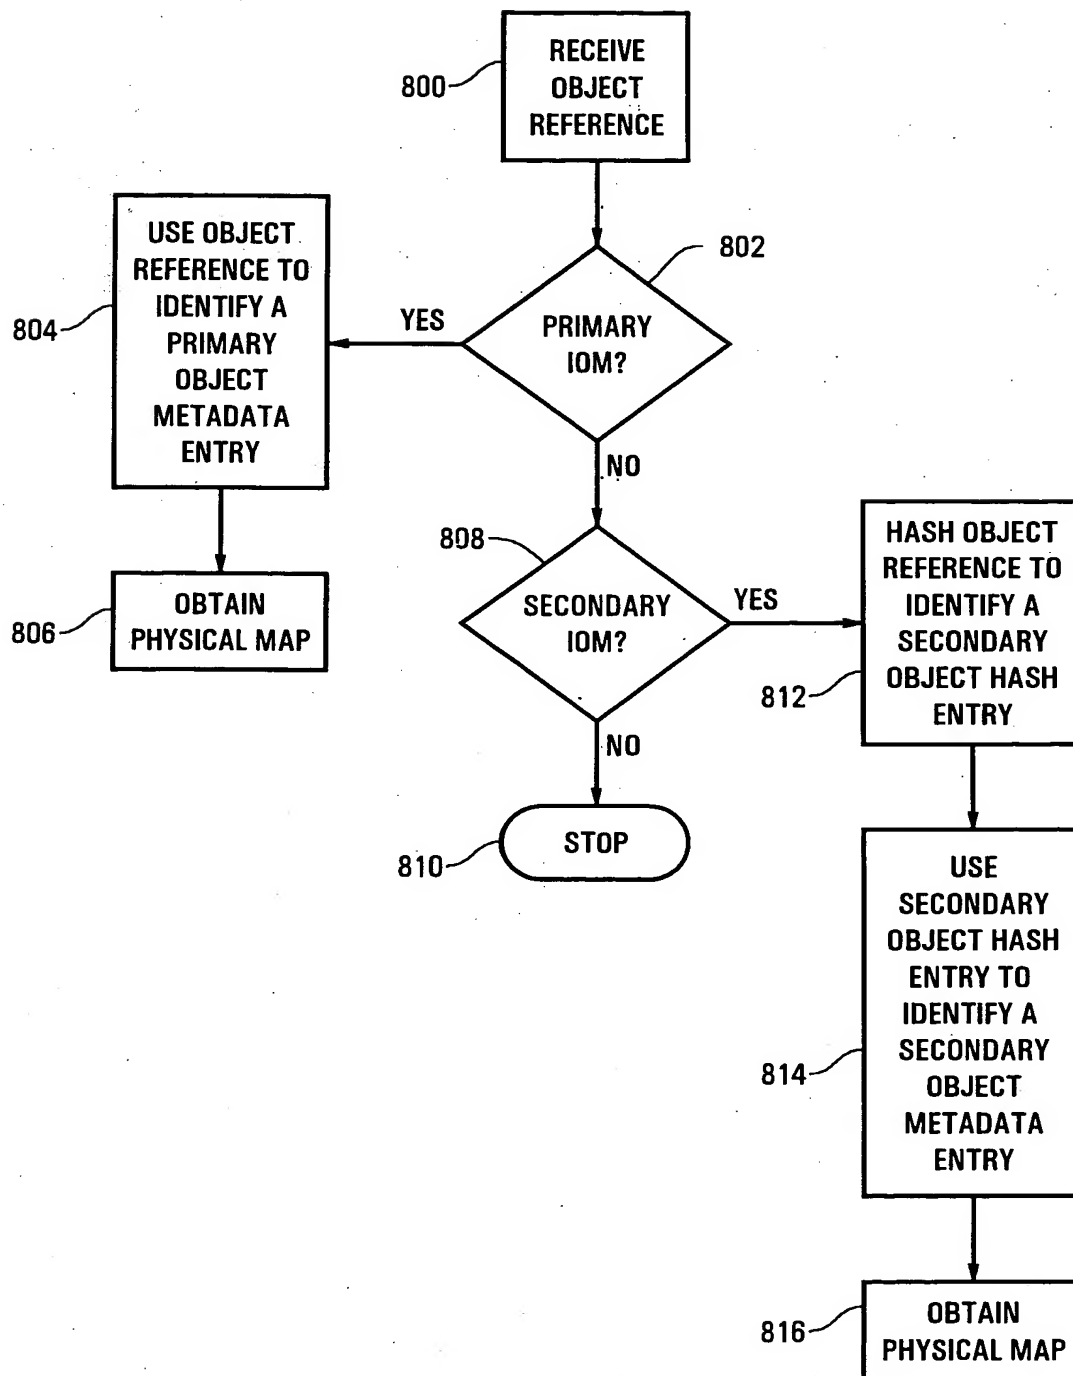 800
RECEIVE
OBJECT
REFERENCE
802
PRIMARY
IOM?
YES
804
USE OBJECT
REFERENCE TO
IDENTIFY A
PRIMARY
OBJECT
METADATA
ENTRY
806
OBTAIN
PHYSICAL MAP
NO
808
SECONDARY
IOM?
YES
NO
810
STOP
812
HASH OBJECT
REFERENCE TO
IDENTIFY A
SECONDARY
OBJECT HASH
ENTRY
814
USE
SECONDARY
OBJECT HASH
ENTRY TO
IDENTIFY A
SECONDARY
OBJECT
METADATA
ENTRY
816
OBTAIN
PHYSICAL MAP